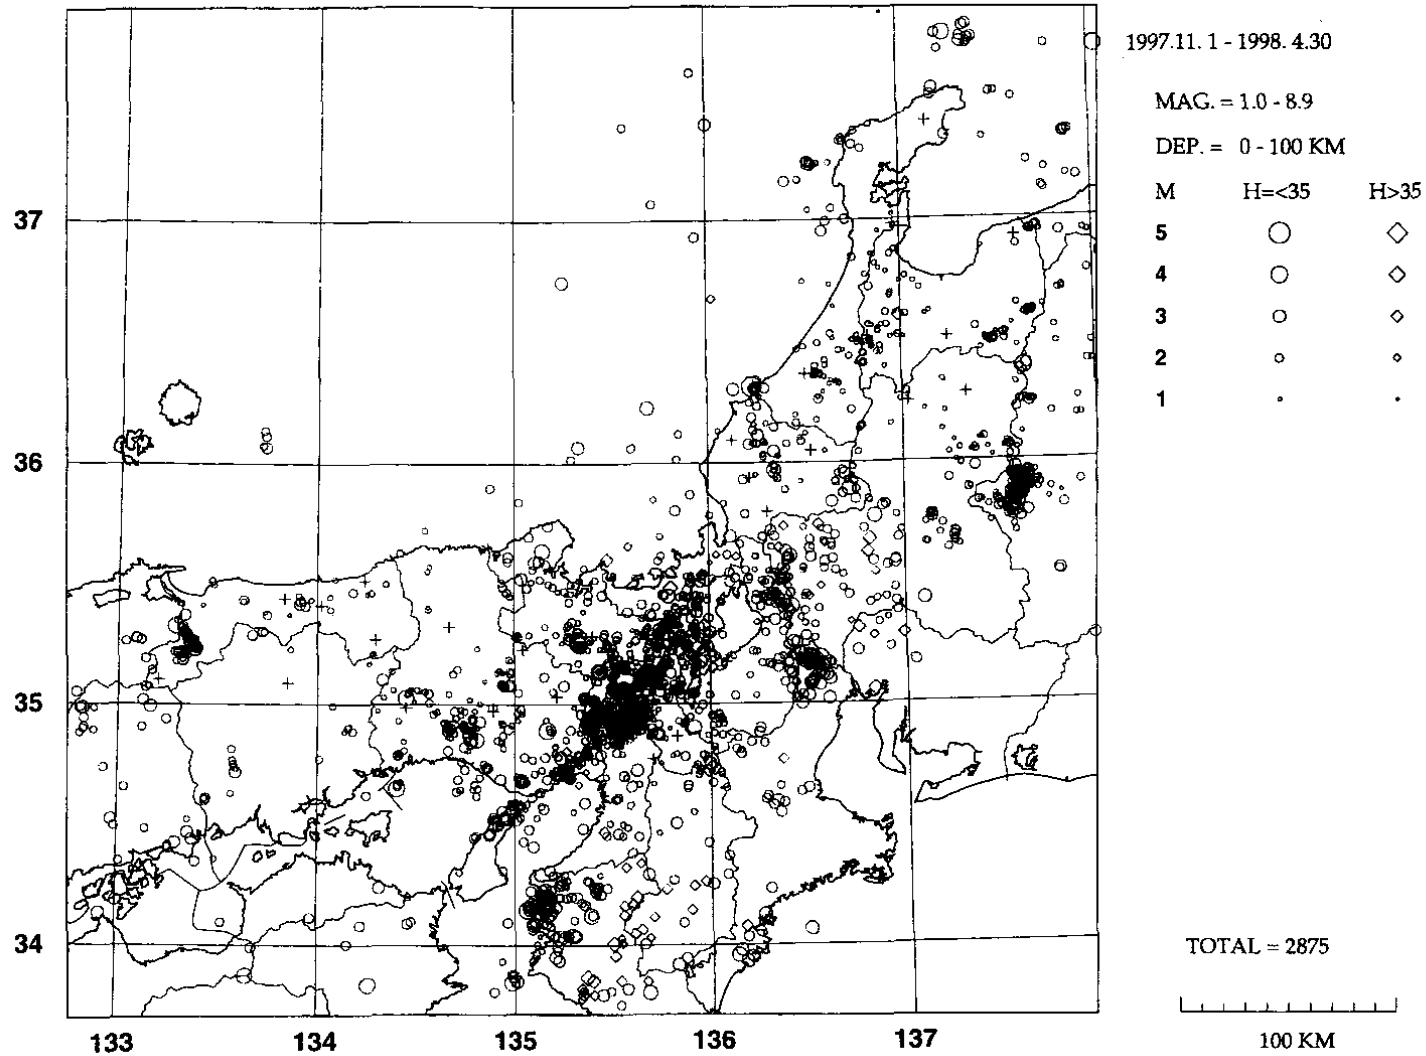 1997.11. 1 - 1998. 4.30
MAG. = 1.0 - 8.9
DEP. = 0 - 100 KM
M H=<35 H>35
5
4
3
2
1
37
36
35
34
133 134 135 136 137
TOTAL = 2875
100 KM